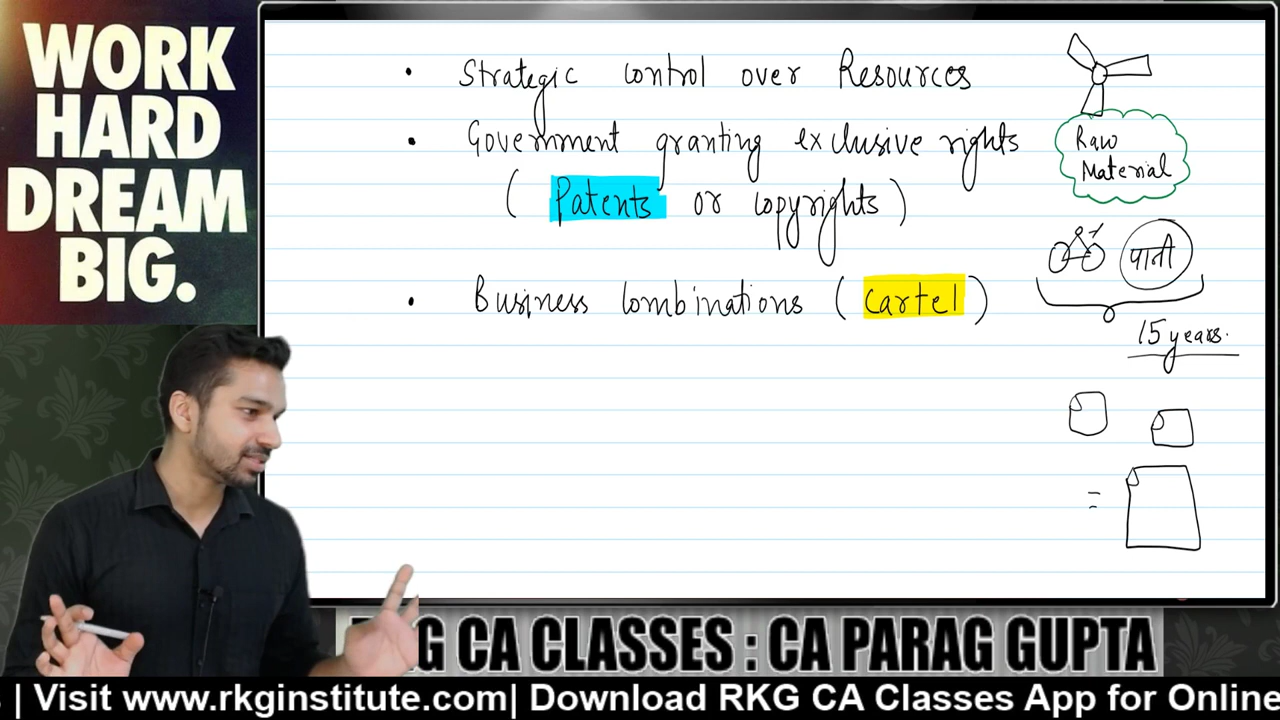 WORK
HARD
DREAM
BIG.
• Strategic control over Resources
• Government granting exclusive rights
( Patents or copyrights )
• Business Combinations ( Cartel )
Raw
Material
पानी
15 years.
=
G CA CLASSES : CA PARAG GUPTA
| Visit www.rkginstitute.com| Download RKG CA Classes App for Online